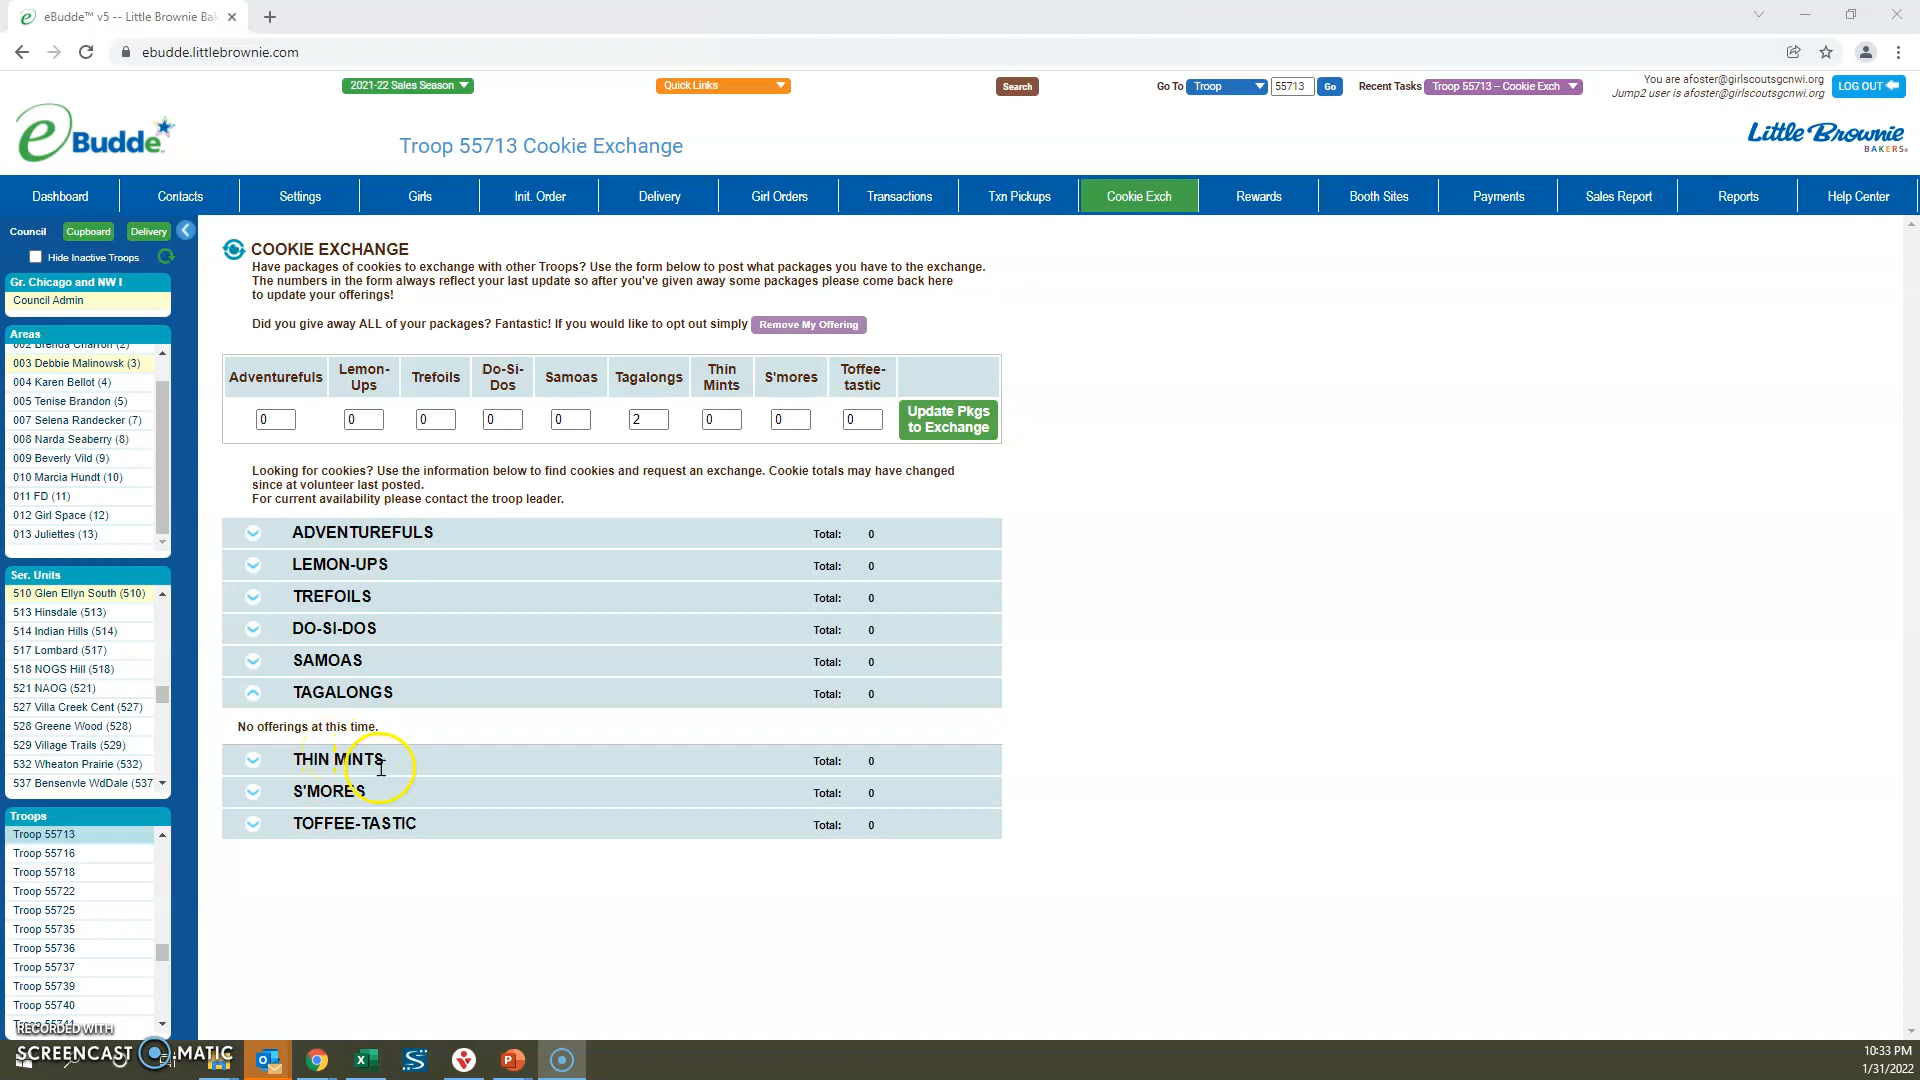 eBudde™ v5 -- Little Brownie Ba
ebudde.littlebrownie.com
2021-22 Sales Season
Quick Links
Search
Go To
Troop
55713
Go
Recent Tasks
Troop 55713 – Cookie Exch
You are afoster@girlscoutsgcnwi.org
Jump2 user is afoster@girlscoutsgcnwi.org
LOG OUT
eBudde
Troop 55713 Cookie Exchange
Little Brownie
BAKERS.
Dashboard
Contacts
Settings
Girls
Init. Order
Delivery
Girl Orders
Transactions
Txn Pickups
Cookie Exch
Rewards
Booth Sites
Payments
Sales Report
Reports
Help Center
Council
Cupboard
Delivery
Hide Inactive Troops
Gr. Chicago and NW I
Council Admin
Areas
002 Brenda Charron (2)
003 Debbie Malinowsk (3)
004 Karen Bellot (4)
005 Tenise Brandon (5)
007 Selena Randecker (7)
008 Narda Seaberry (8)
009 Beverly Vild (9)
010 Marcia Hundt (10)
011 FD (11)
012 Girl Space (12)
013 Juliettes (13)
Ser. Units
510 Glen Ellyn South (510)
513 Hinsdale (513)
514 Indian Hills (514)
517 Lombard (517)
518 NOGS Hill (518)
521 NAOG (521)
527 Villa Creek Cent (527)
528 Greene Wood (528)
529 Village Trails (529)
532 Wheaton Prairie (532)
537 Bensenvle WdDale (537
Troops
Troop 55713
Troop 55716
Troop 55718
Troop 55722
Troop 55725
Troop 55735
Troop 55736
Troop 55737
Troop 55739
Troop 55740
COOKIE EXCHANGE
Have packages of cookies to exchange with other Troops? Use the form below to post what packages you have to the exchange.
The numbers in the form always reflect your last update so after you've given away some packages please come back here
to update your offerings!
Did you give away ALL of your packages? Fantastic! If you would like to opt out simply Remove My Offering
Adventurefuls
Lemon-
Ups
Trefoils
Do-Si-
Dos
Samoas
Tagalongs
Thin
Mints
S'mores
Toffee-
tastic
0 0 0 0 0 2 0 0 0
Update Pkgs
to Exchange
Looking for cookies? Use the information below to find cookies and request an exchange. Cookie totals may have changed
since at volunteer last posted.
For current availability please contact the troop leader.
ADVENTUREFULS Total: 0
LEMON-UPS Total: 0
TREFOILS Total: 0
DO-SI-DOS Total: 0
SAMOAS Total: 0
TAGALONGS Total: 0
No offerings at this time.
THIN MINTS Total: 0
S'MORES Total: 0
TOFFEE-TASTIC Total: 0
RECORDED WITH
SCREENCAST MATIC
10:33 PM
1/31/2022